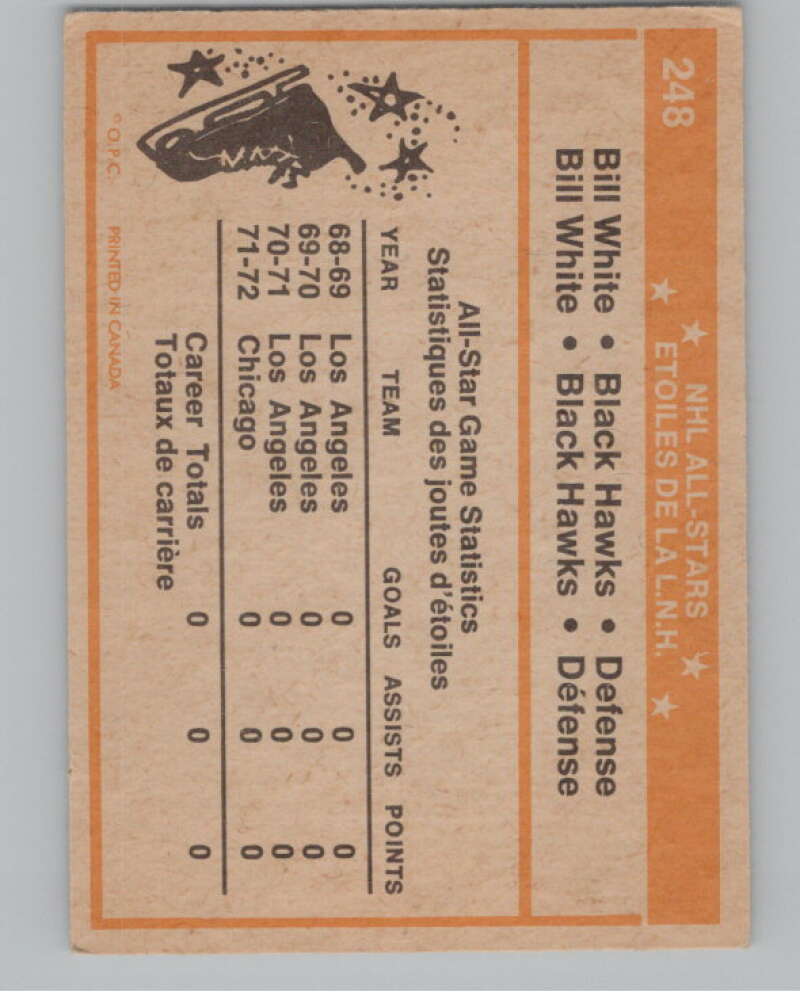 248
NHL ALL-STARS
ETOILES DE LA L.N.H.
Bill White • Black Hawks • Defense
Bill White • Black Hawks • Défense
All-Star Game Statistics
Statistiques des joutes d'étoiles
YEAR TEAM GOALS ASSISTS POINTS
68-69 Los Angeles 0 0 0
69-70 Los Angeles 0 0 0
70-71 Los Angeles 0 0 0
71-72 Chicago 0 0 0
Career Totals 0 0 0
Totaux de carrière
© O.P.C. PRINTED IN CANADA